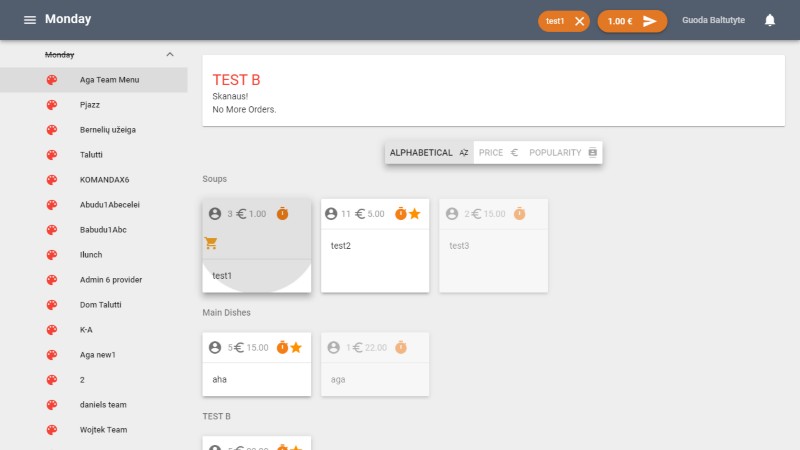 Monday
test1
1.00 €
Guoda Baltutyte
Monday
Aga Team Menu
Pjazz
Bernelių užeiga
Talutti
KOMANDAX6
Abudu1Abecelei
Babudu1Abc
Ilunch
Admin 6 provider
Dom Talutti
K-A
Aga new1
2
daniels team
Wojtek Team
TEST B
Skanaus!
No More Orders.
ALPHABETICAL AZ PRICE € POPULARITY
Soups
3 € 1.00
test1
11 € 5.00
test2
2 € 15.00
test3
Main Dishes
5 € 15.00
aha
1 € 22.00
aga
TEST B